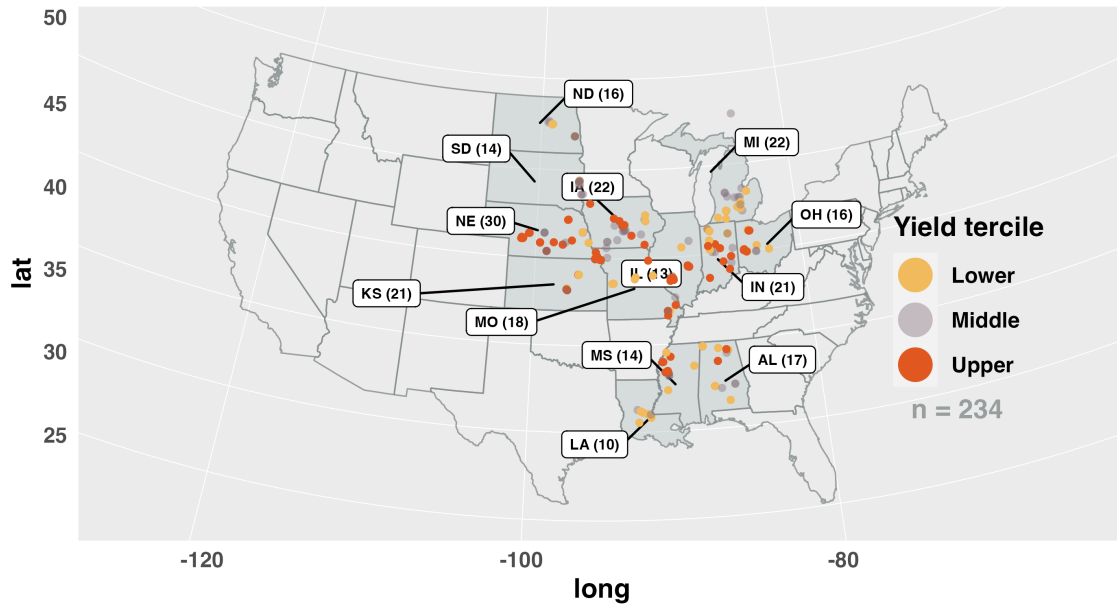 50
45
40
35
30
25
lat
ND (16)
SD (14)
MI (22)
IA (22)
NE (30)
OH (16)
IL (13)
KS (21)
IN (21)
MO (18)
MS (14)
AL (17)
LA (10)
Yield tercile
Lower
Middle
Upper
n = 234
-120
-100
-80
long